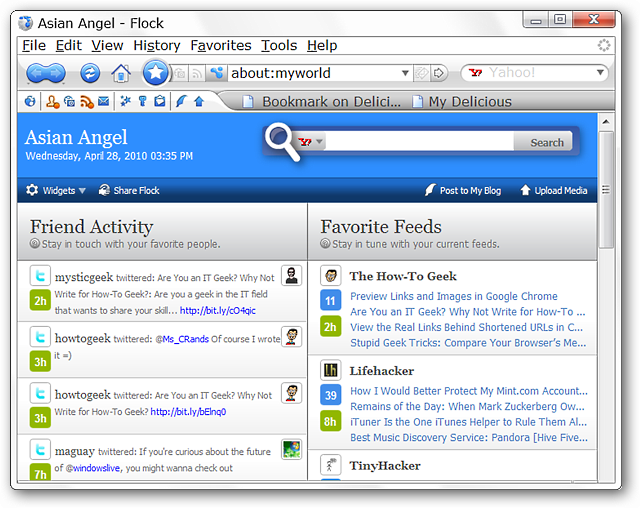 Asian Angel - Flock
File Edit View History Favorites Tools Help
about:myworld
Yahoo!
Bookmark on Delici... My Delicious
Asian Angel
Wednesday, April 28, 2010 03:35 PM
Y! Search
Widgets Share Flock Post to My Blog Upload Media
Friend Activity
Stay in touch with your favorite people.
mysticgeek twittered: Are You an IT Geek? Why Not
2h Write for How-To Geek?: Are you a geek in the IT field
that wants to share your skill... http://bit.ly/cO4qic
howtogeek twittered: @Ms_CRands Of course I wrote
3h it =)
howtogeek twittered: Are You an IT Geek? Why Not
3h Write for How-To Geek? http://bit.ly/bElnq0
maguay twittered: If you're curious about the future
7h of @windowslive, you might wanna check out
Favorite Feeds
Stay in tune with your current feeds.
The How-To Geek
11 Preview Links and Images in Google Chrome
Are You an IT Geek? Why Not Write for How-To ...
2h View the Real Links Behind Shortened URLs in C...
Stupid Geek Tricks: Compare Your Browser's Me...
lh Lifehacker
39 How I Would Better Protect My Mint.com Account...
Remains of the Day: When Mark Zuckerberg Ow...
8h iTuner Is the One iTunes Helper to Rule Them Al...
Best Music Discovery Service: Pandora [Hive Five...
TinyHacker